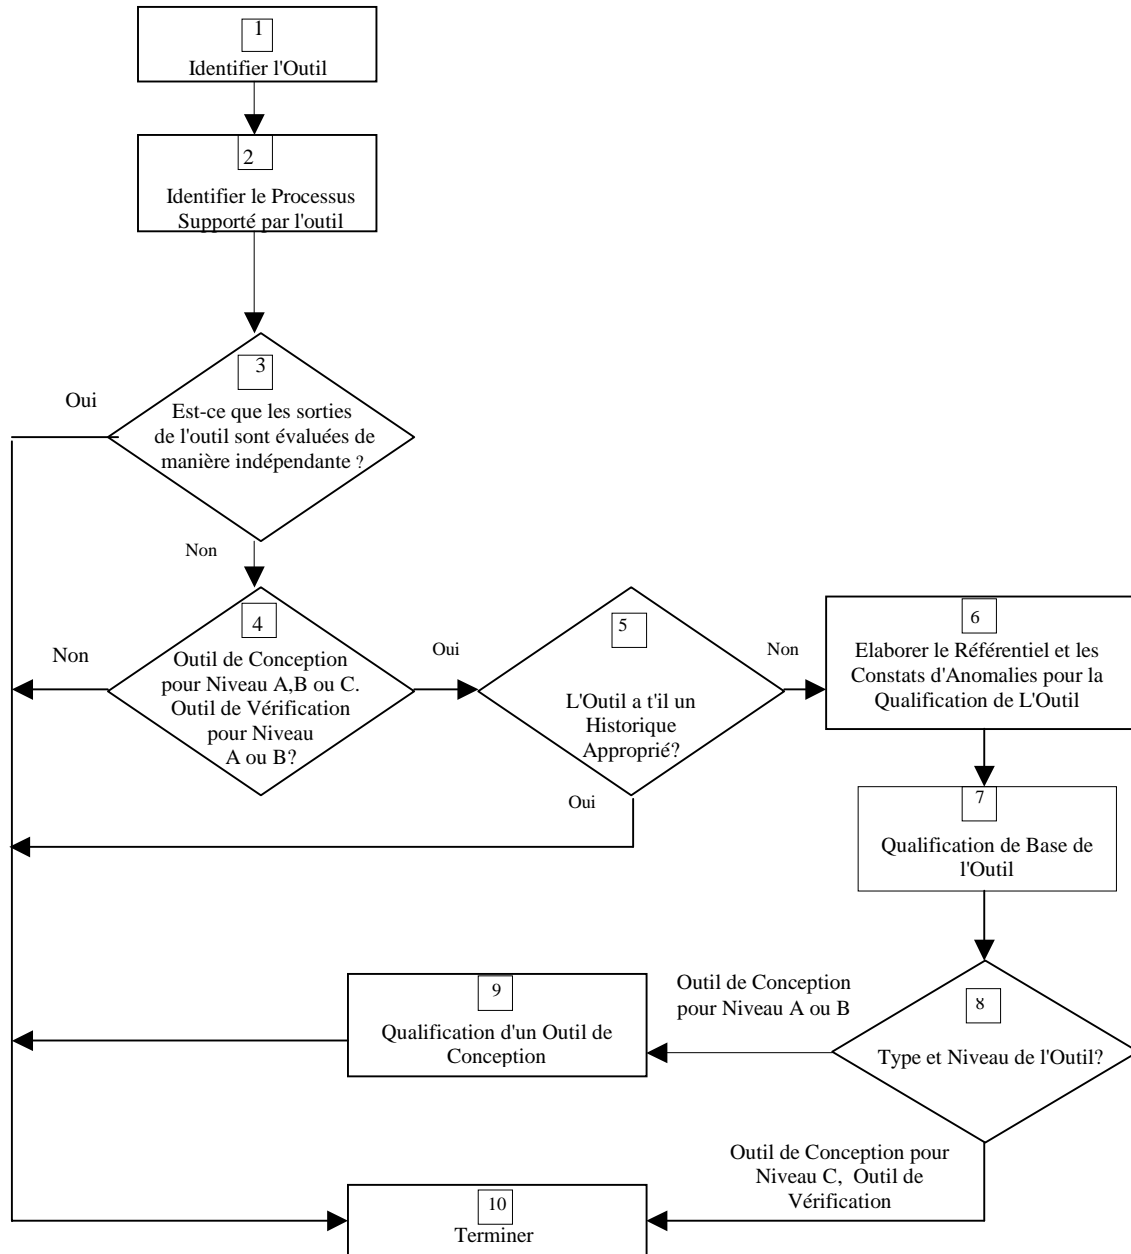 1
Identifier l'Outil
2
Identifier le Processus
Supporté par l'outil
3
Oui
Est-ce que les sorties
de l'outil sont évaluées de
manière indépendante ?
Non
4
Non
Outil de Conception
pour Niveau A,B ou C.
Outil de Vérification
pour Niveau
A ou B?
Oui
5
L'Outil a t'il un
Historique
Approprié?
Non
Oui
6
Elaborer le Référentiel et les
Constats d'Anomalies pour la
Qualification de L'Outil
7
Qualification de Base de
l'Outil
8
Type et Niveau de l'Outil?
Outil de Conception
pour Niveau A ou B
9
Qualification d'un Outil de
Conception
Outil de Conception pour
Niveau C, Outil de
Vérification
10
Terminer